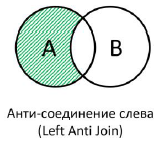 A B
Анти-соединение слева
(Left Anti Join)